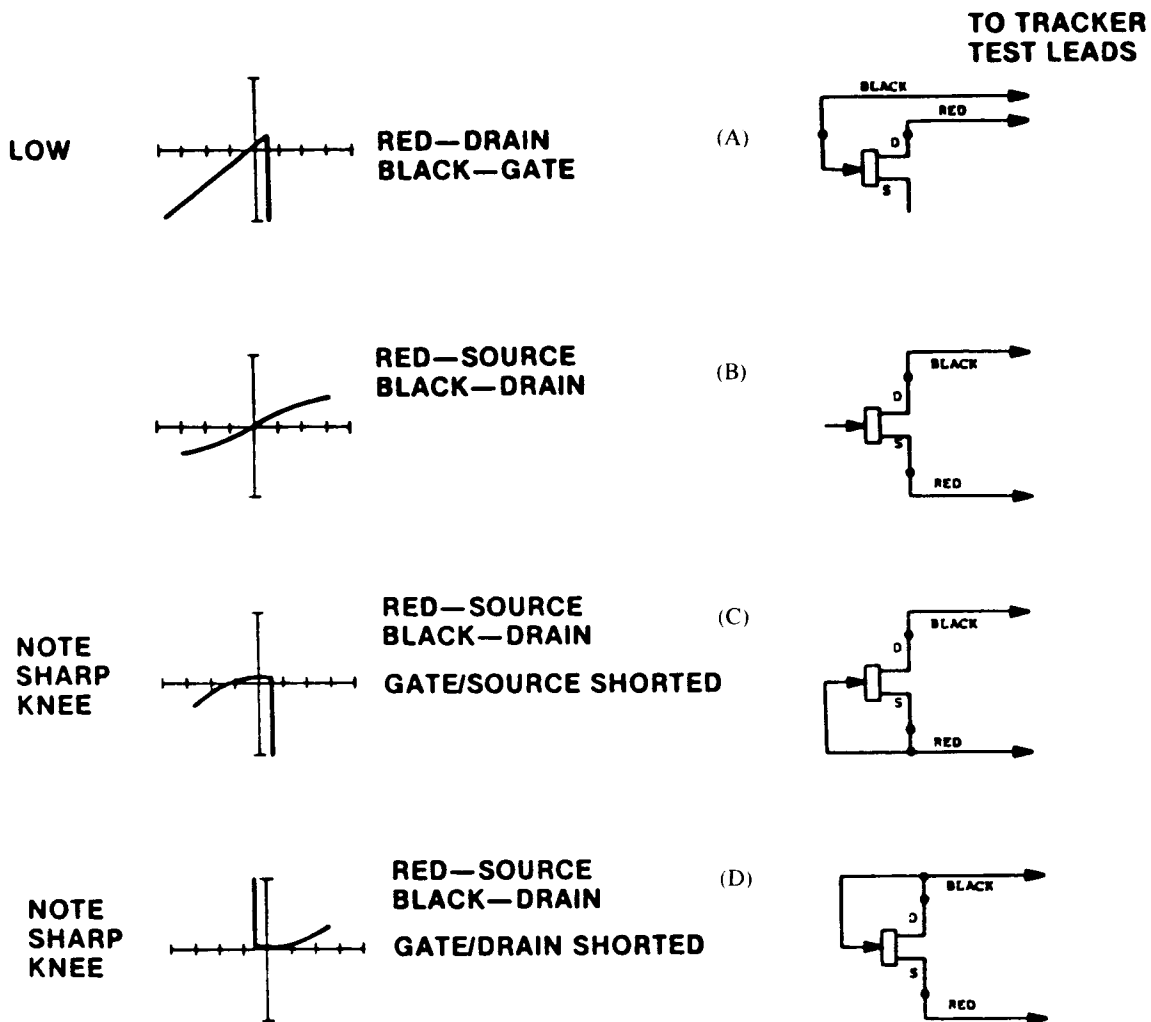 TO TRACKER
TEST LEADS
LOW
RED—DRAIN
BLACK—GATE
(A)
BLACK
RED
D
S
RED—SOURCE
BLACK—DRAIN
(B)
D
BLACK
S
RED
NOTE
SHARP
KNEE
RED—SOURCE
BLACK—DRAIN
GATE/SOURCE SHORTED
(C)
BLACK
D
S
RED
NOTE
SHARP
KNEE
RED—SOURCE
BLACK—DRAIN
GATE/DRAIN SHORTED
(D)
BLACK
D
S
RED